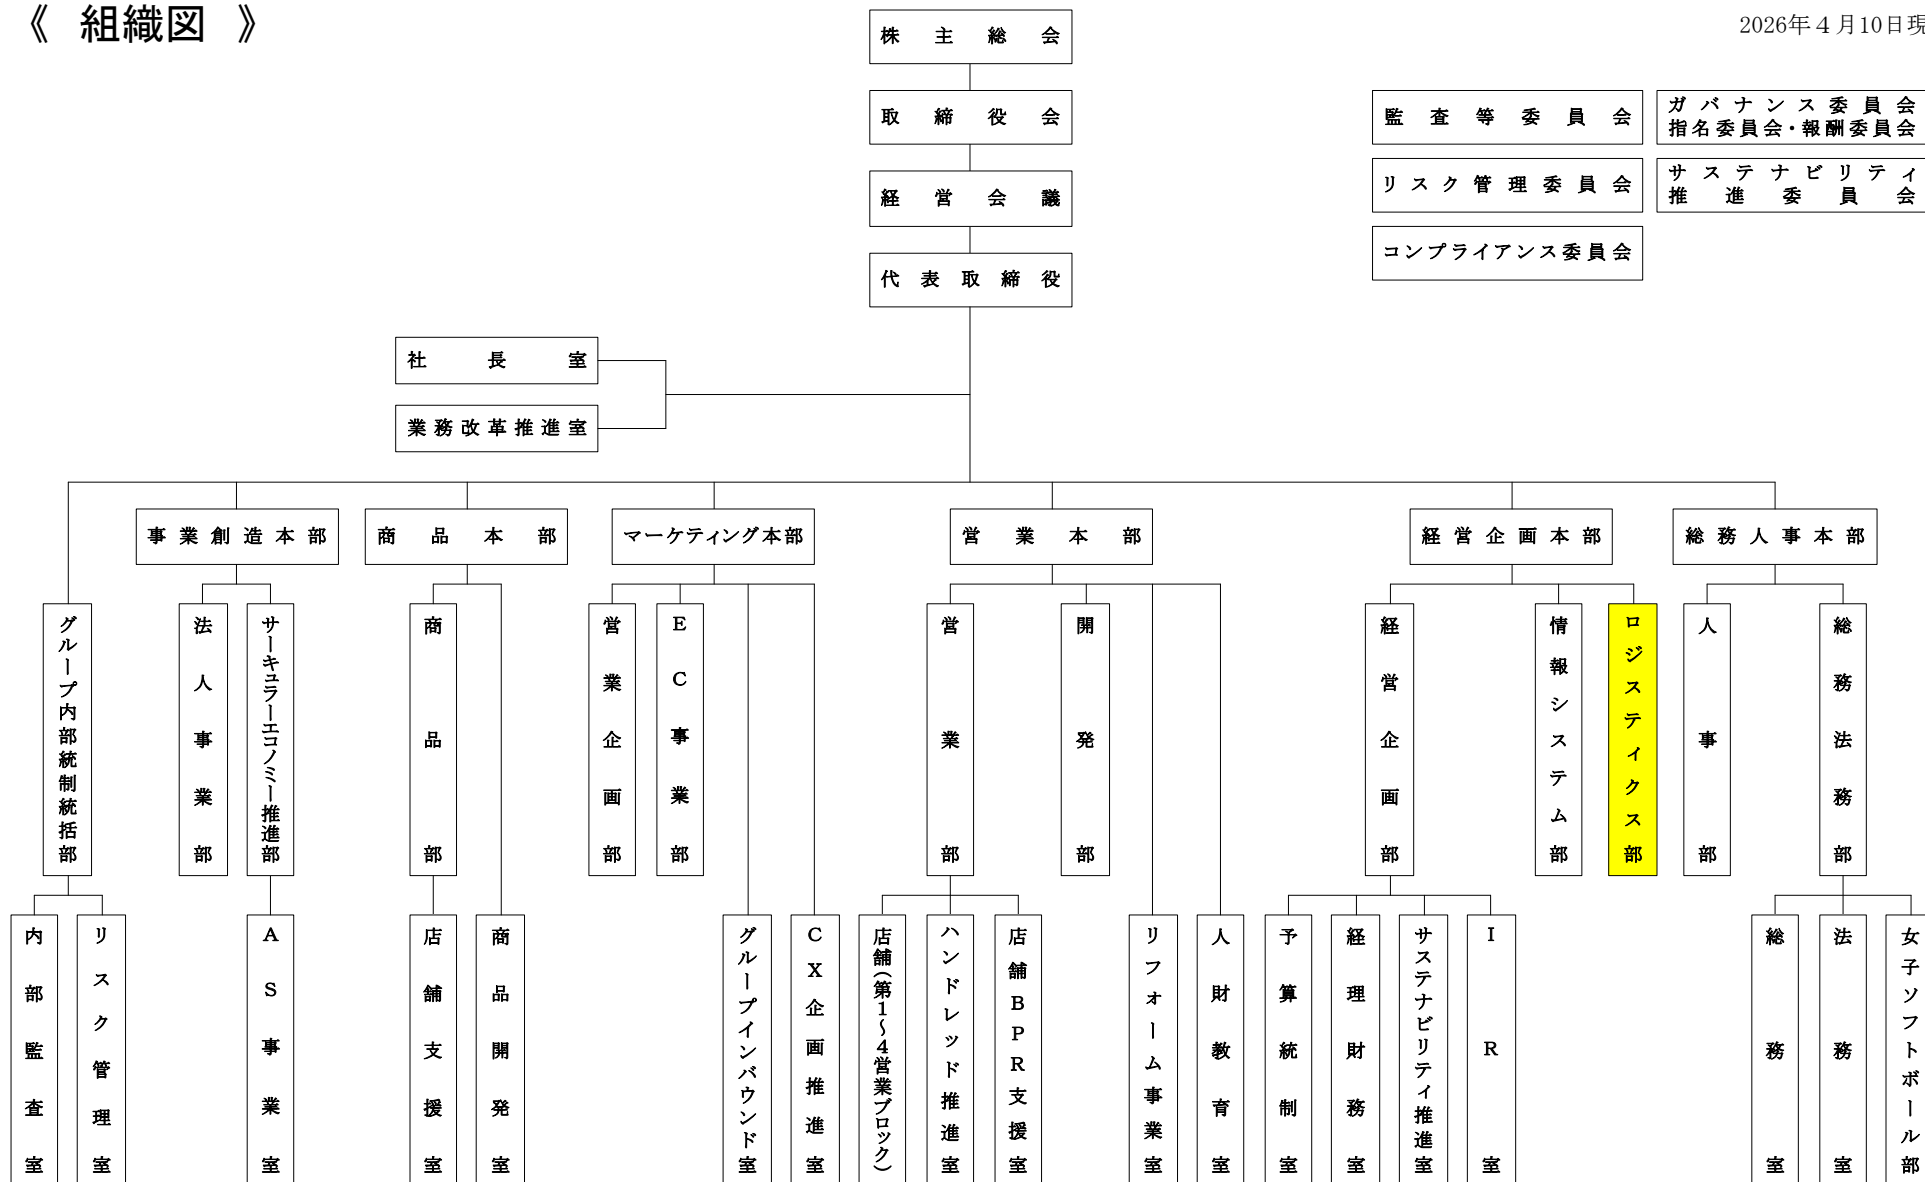 《 組織図 》
2026年４月10日現
株主総会
取締役会
経営会議
代表取締役
監査等委員会
ガバナンス委員会
指名委員会・報酬委員会
リスク管理委員会
サステナビリティ
推進委員会
コンプライアンス委員会
社長室
業務改革推進室
事業創造本部
商品本部
マーケティング本部
営業本部
経営企画本部
総務人事本部
グループ内部統制統括部
法人事業部
サーキュラーエコノミー推進部
商品部
営業企画部
ＥＣ事業部
営業部
開発部
経営企画部
情報システム部
ロジスティクス部
人事部
総務法務部
内部監査室
リスク管理室
ＡＳ事業室
店舗支援室
商品開発室
グループインバウンド室
ＣＸ企画推進室
店舗（第１～４営業ブロック）
ハンドレッド推進室
店舗ＢＰＲ支援室
リフォーム事業室
人財教育室
予算統制室
経理財務室
サステナビリティ推進室
ＩＲ室
総務室
法務室
女子ソフトボール部